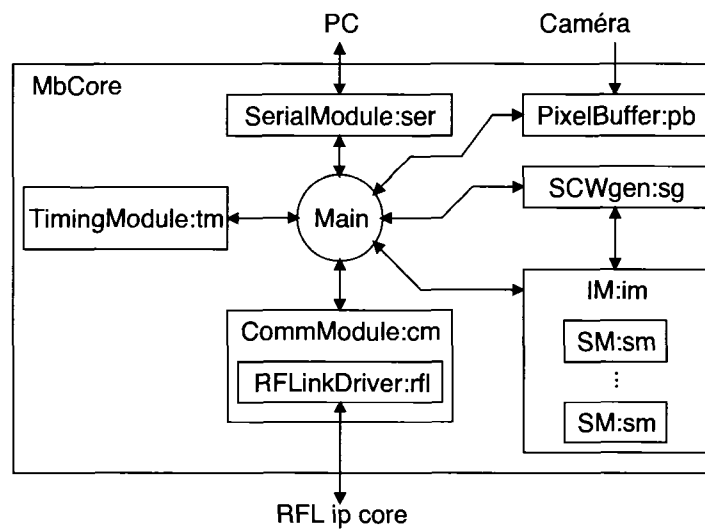 PC
Caméra
MbCore
SerialModule:ser
PixelBuffer:pb
SCWgen:sg
TimingModule:tm
Main
IM:im
CommModule:cm
SM:sm
RFLinkDriver:rfl
⋮
SM:sm
RFL ip core